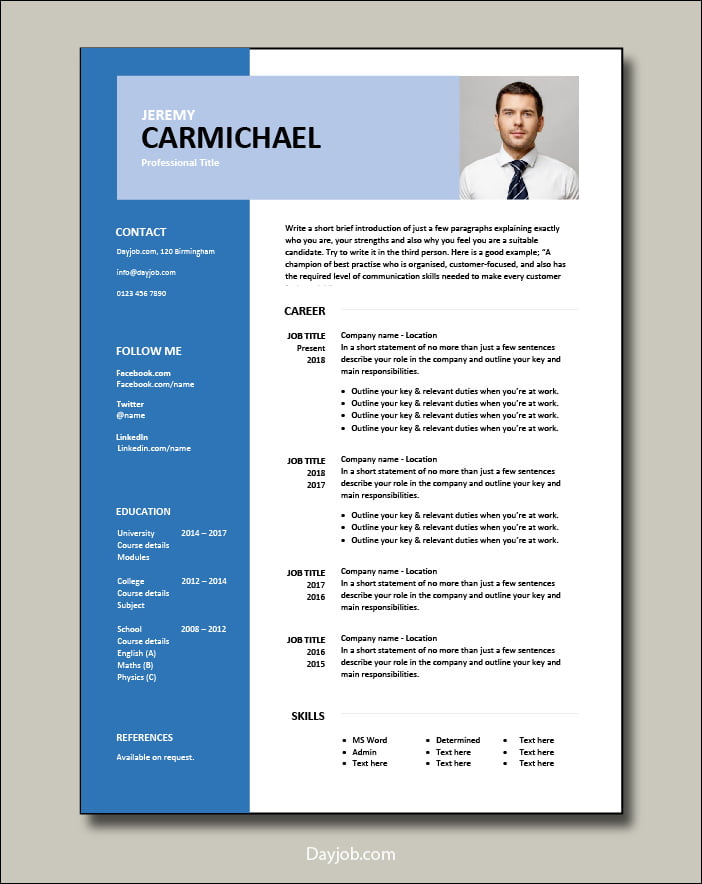 JEREMY
CARMICHAEL
Professional Title
CONTACT
Dayjob.com, 120 Birmingham
info@dayjob.com
0123 456 7890
FOLLOW ME
Facebook.com
Facebook.com/name
Twitter
@name
LinkedIn
Linkedin.com/name
EDUCATION
University 2014 – 2017
Course details
Modules
College 2012 – 2014
Course details
Subject
School 2008 – 2012
Course details
English (A)
Maths (B)
Physics (C)
REFERENCES
Available on request.
Write a short brief introduction of just a few paragraphs explaining exactly
who you are, your strengths and also why you feel you are a suitable
candidate. Try to write it in the third person. Here is a good example; “A
champion of best practise who is organised, customer-focused, and also has
the required level of communication skills needed to make every customer
CAREER
JOB TITLE Company name - Location
Present In a short statement of no more than just a few sentences
2018 describe your role in the company and outline your key and
main responsibilities.
• Outline your key & relevant duties when you’re at work.
• Outline your key & relevant duties when you’re at work.
• Outline your key & relevant duties when you’re at work.
• Outline your key & relevant duties when you’re at work.
JOB TITLE Company name - Location
2018 In a short statement of no more than just a few sentences
2017 describe your role in the company and outline your key and
main responsibilities.
• Outline your key & relevant duties when you’re at work.
• Outline your key & relevant duties when you’re at work.
• Outline your key & relevant duties when you’re at work.
JOB TITLE Company name - Location
2017 In a short statement of no more than just a few sentences
2016 describe your role in the company and outline your key and
main responsibilities.
JOB TITLE Company name - Location
2016 In a short statement of no more than just a few sentences
2015 describe your role in the company and outline your key and
main responsibilities.
SKILLS
• MS Word • Determined • Text here
• Admin • Text here • Text here
• Text here • Text here • Text here
Dayjob.com